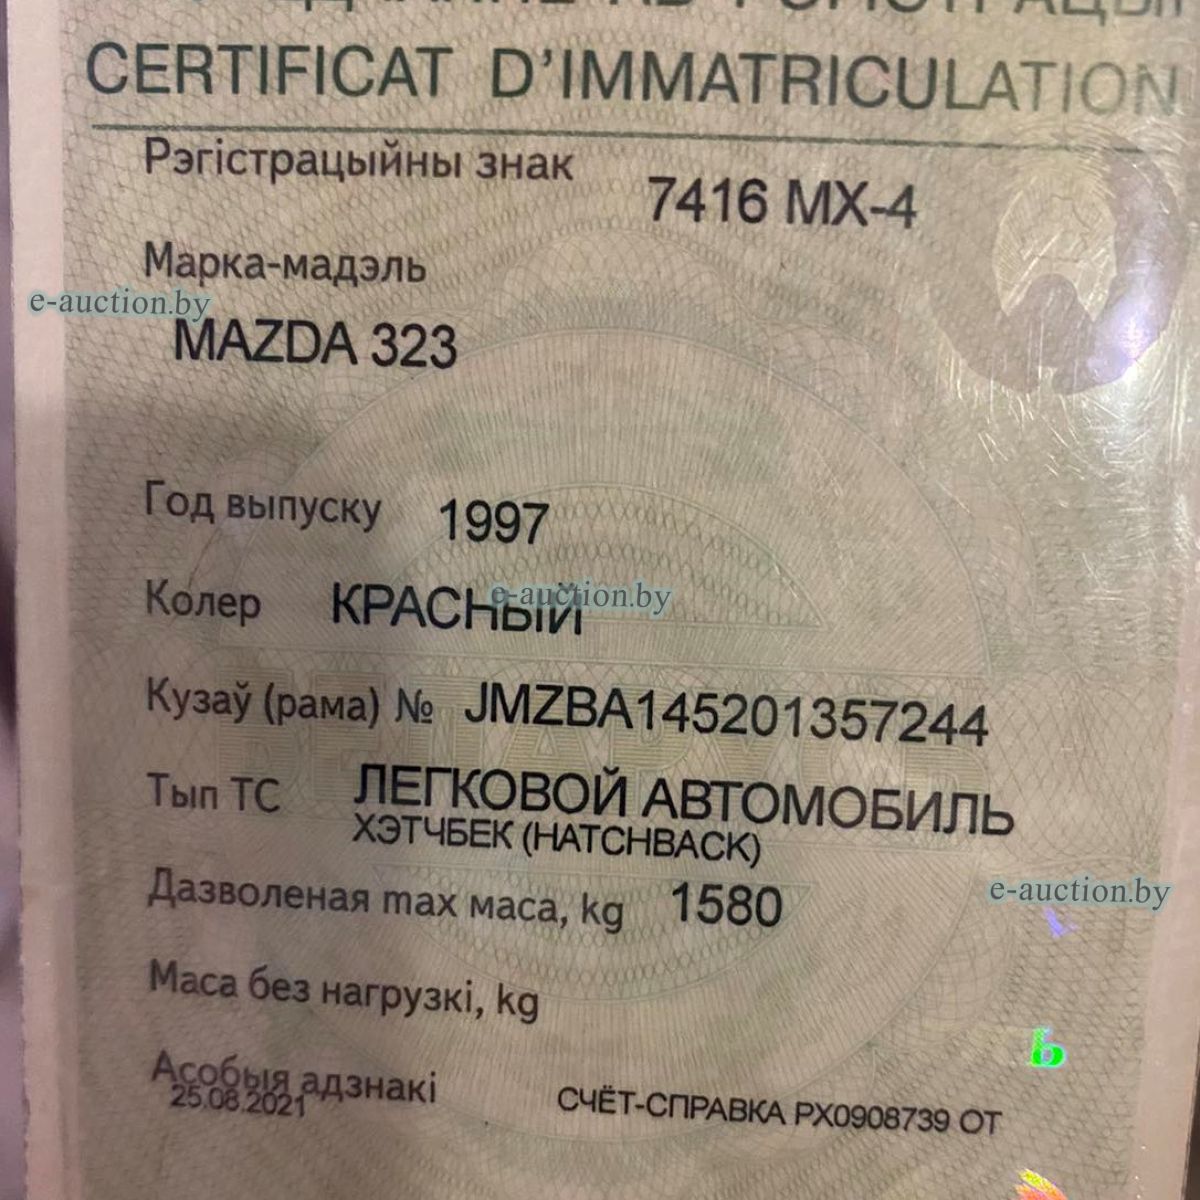 CERTIFICAT D'IMMATRICULATION
Рэгістрацыйны знак 7416 MX-4
Марка-мадэль
e-auction.by
MAZDA 323
Год выпуску 1997
Колер КРАСНЫЙ
e-auction.by
Кузаў (рама) № JMZBA145201357244
БЕЛАРУСЬ
Тып ТС ЛЕГКОВОЙ АВТОМОБИЛЬ
ХЭТЧБЕК (HATCHBACK)
Дазволеная max маса, kg 1580
e-auction.by
Маса без нагрузкі, kg
Асобыя адзнакі
25.08.2021 СЧЁТ-СПРАВКА РХ0908739 ОТ